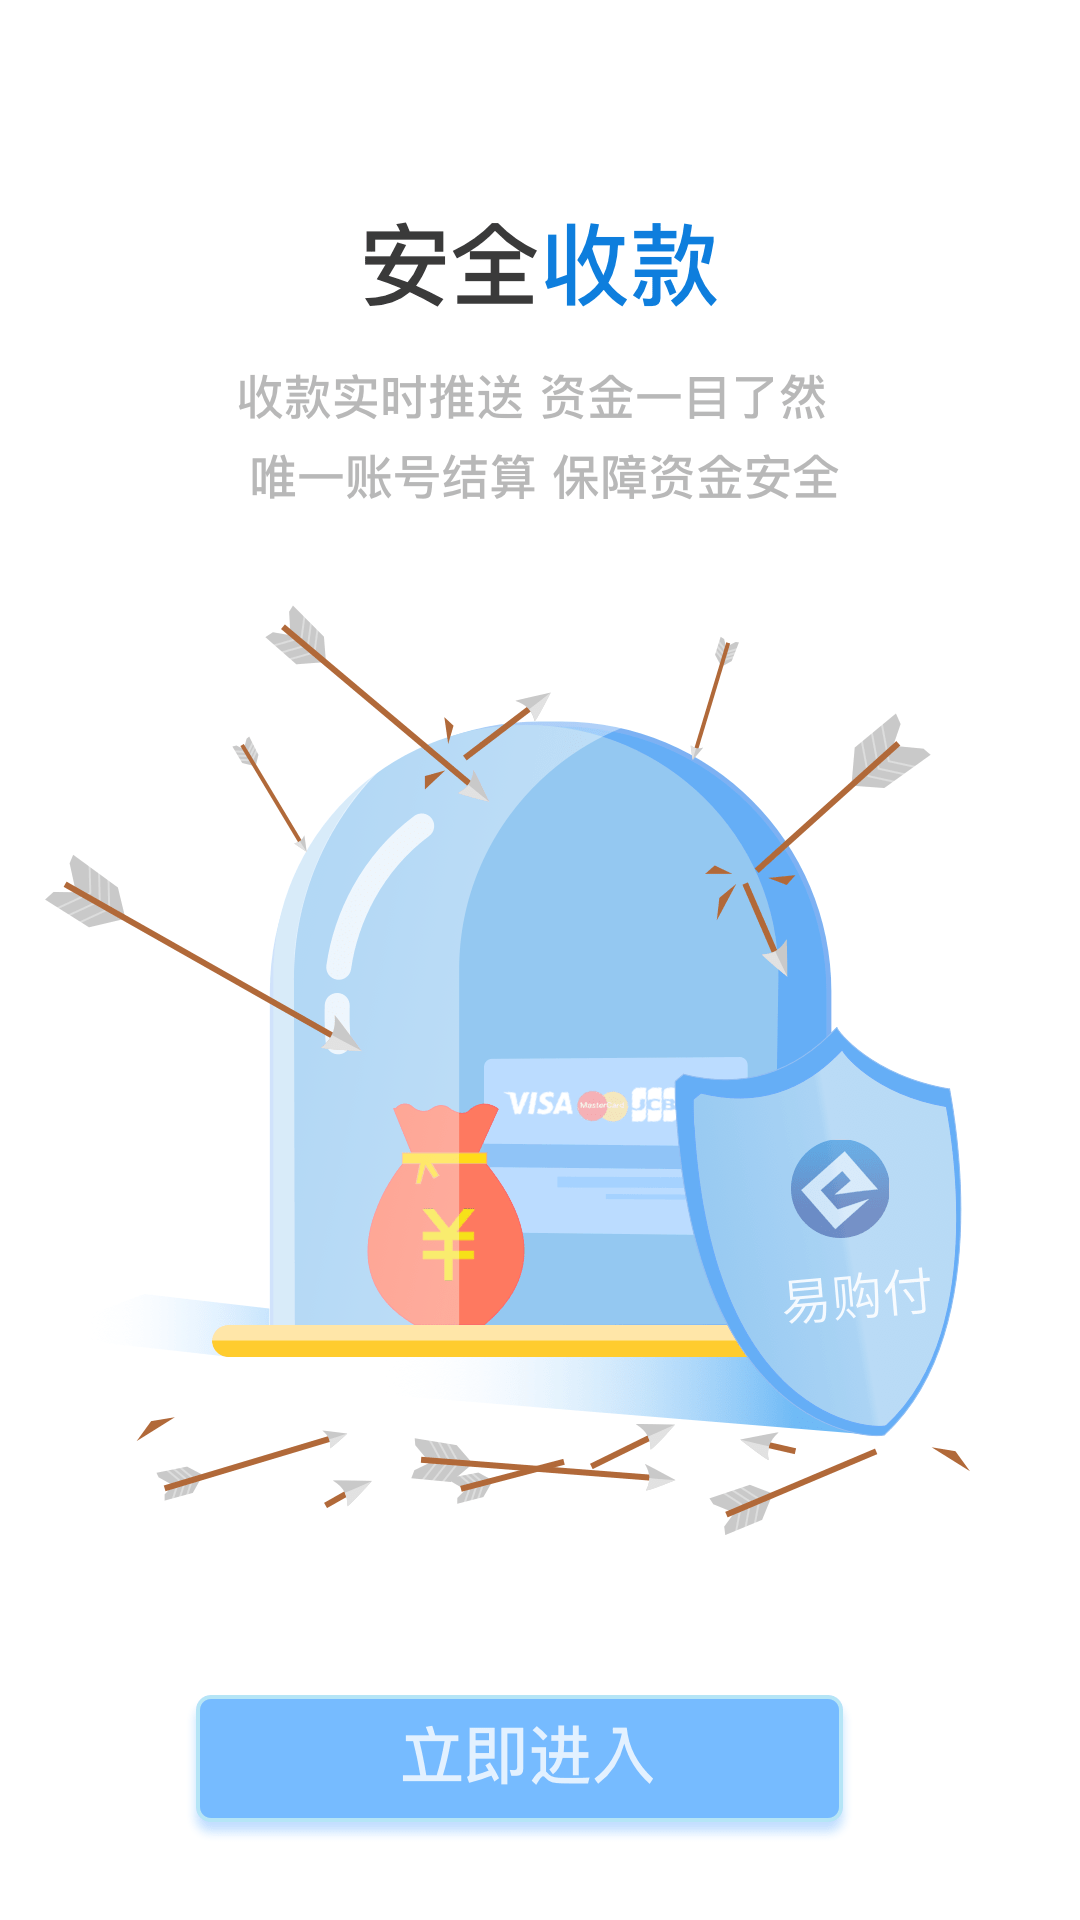 安全收款
收款实时推送 资金一目了然
唯一账号结算 保障资金安全
VISA MasterCard JCB
¥
易购付
立即进入